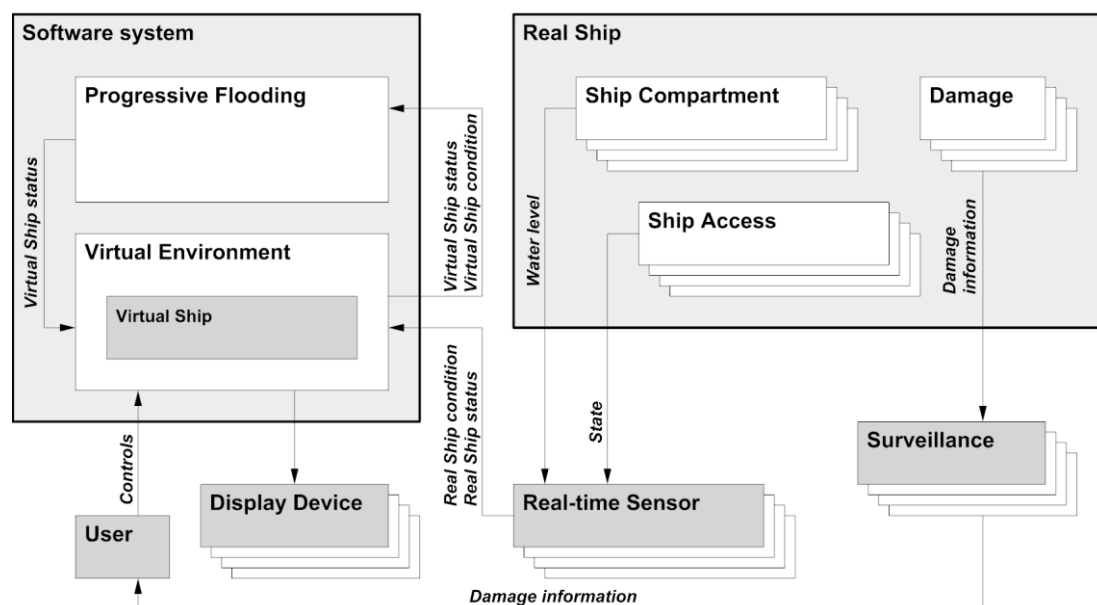 Software system
Progressive Flooding
Virtual Ship status
Virtual Environment
Virtual Ship
Virtual Ship status
Virtual Ship condition
Real Ship
Ship Compartment
Damage
Water level
Ship Access
Damage
information
Real Ship condition
Real Ship status
State
Controls
User
Display Device
Real-time Sensor
Surveillance
Damage information